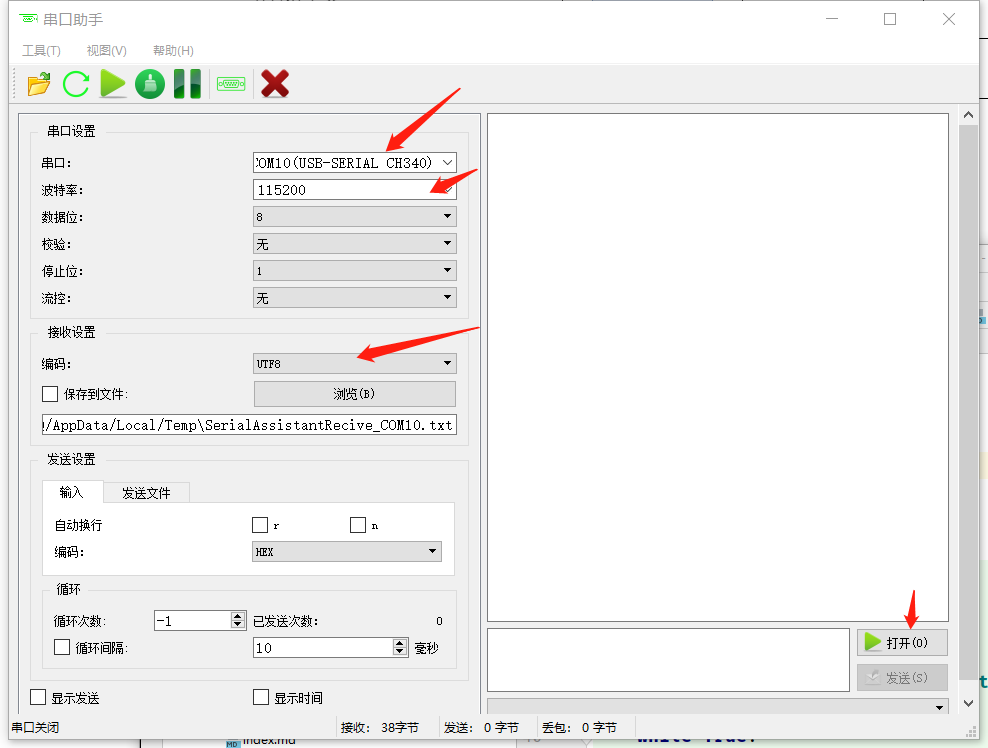 串口助手
工具(T) 视图(V) 帮助(H)
串口设置
串口: COM10(USB-SERIAL CH340)
波特率: 115200
数据位: 8
校验: 无
停止位: 1
流控: 无
接收设置
编码: UTF8
保存到文件: 浏览(B)
/AppData/Local/Temp\SerialAssistantRecive_COM10.txt
发送设置
输入 发送文件
自动换行 r n
编码: HEX
循环
循环次数: -1 已发送次数: 0
循环间隔: 10 毫秒
打开(O)
发送(S)
显示发送 显示时间
串口关闭 接收: 38字节 发送: 0 字节 丢包: 0 字节
index.md
while True: